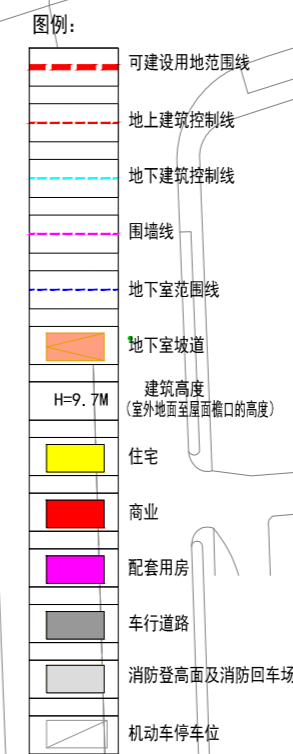 图例:
可建设用地范围线
地上建筑控制线
地下建筑控制线
围墙线
地下室范围线
地下室坡道
H=9.7M
建筑高度
(室外地面至屋面檐口的高度)
住宅
商业
配套用房
车行道路
消防登高面及消防回车场
机动车停车位